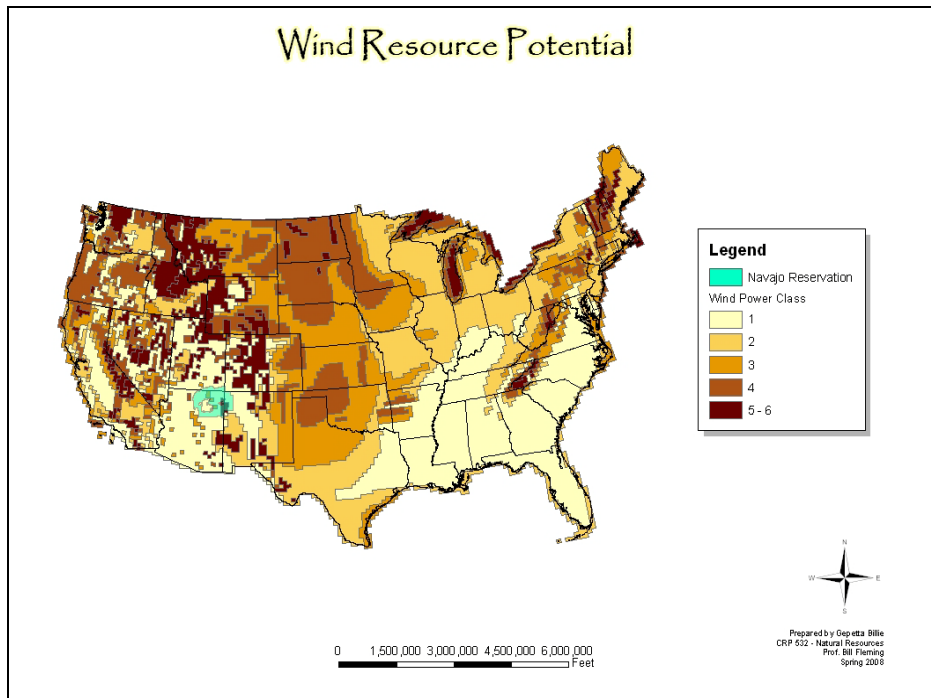 Wind Resource Potential
Legend
Navajo Reservation
Wind Power Class
1
2
3
4
5 - 6
N
W E
S
Prepared by Gepetta Billie
CRP 532 - Natural Resources
Prof. Bill Fleming
Spring 2008
0 1,500,000 3,000,000 4,500,000 6,000,000
Feet